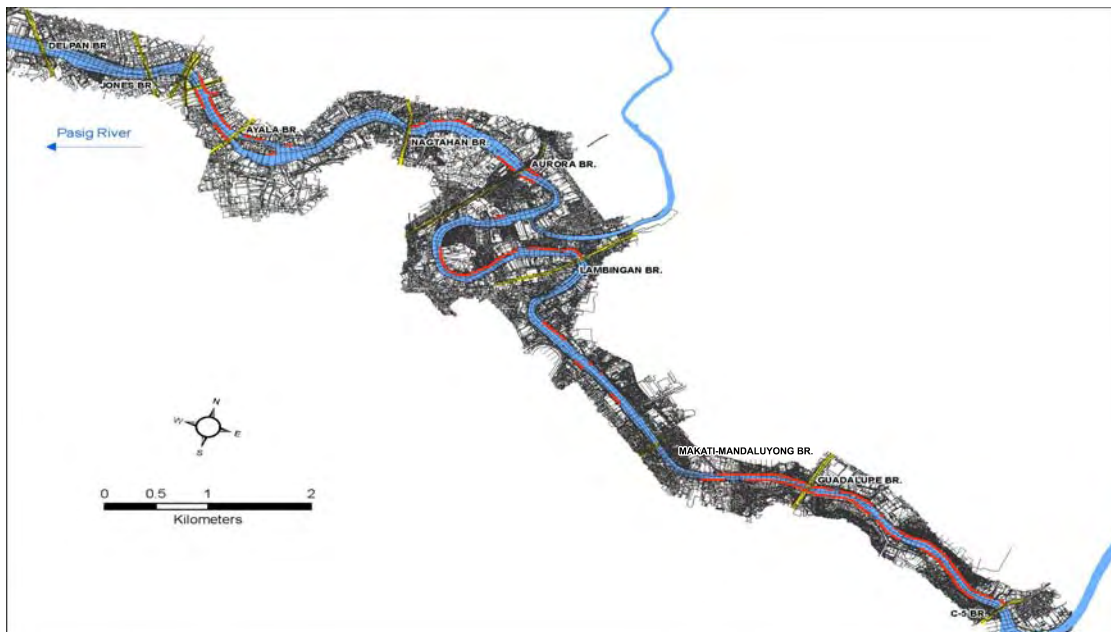 DELPAN BR
JONES BR
AYALA BR
Pasig River
NAGTAHAN BR.
AURORA BR.
LAMBINGAN BR.
N
W
E
S
MAKATI-MANDALUYONG BR.
GUADALUPE BR.
0 0.5 1 2
Kilometers
C-5 BR.